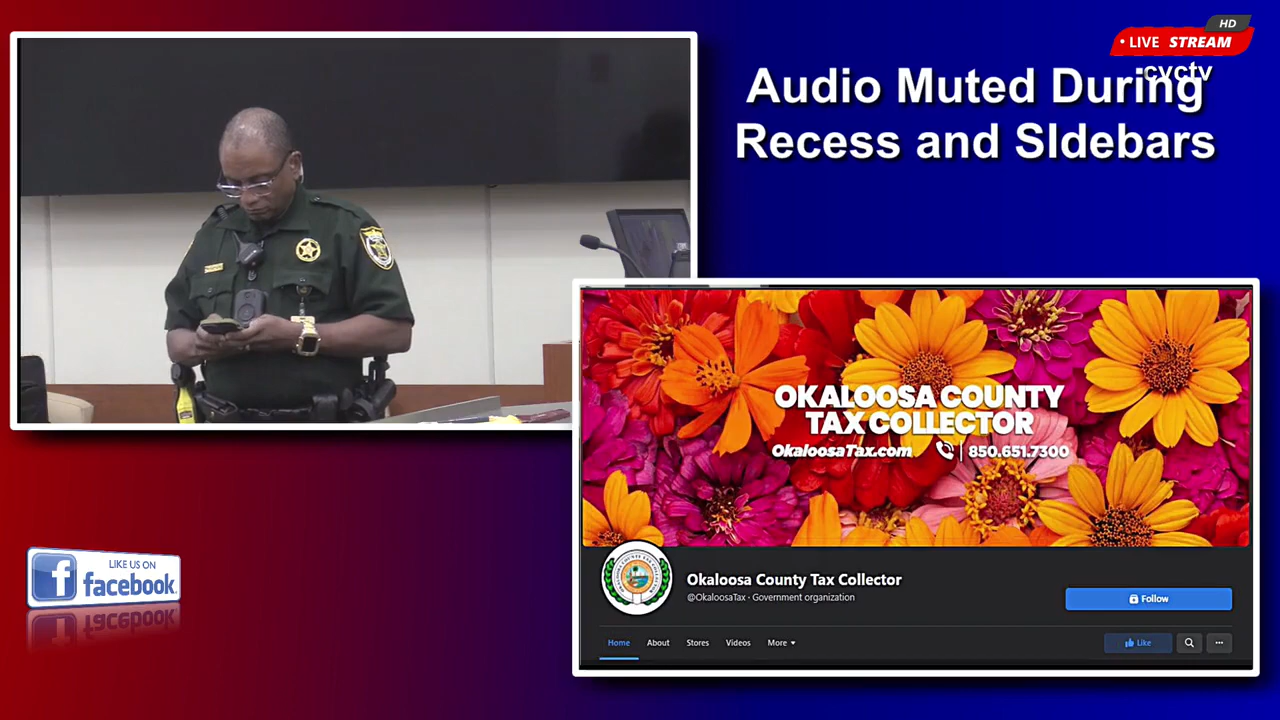 HD
• LIVE STREAM
cyctv
Audio Muted During
Recess and SIdebars
OKALOOSA COUNTY
TAX COLLECTOR
OkaloosaTax.com | 850.651.7300
Okaloosa County Tax Collector
@OkaloosaTax · Government organization
Follow
Home About Stores Videos More
Like
LIKE US ON
facebook.